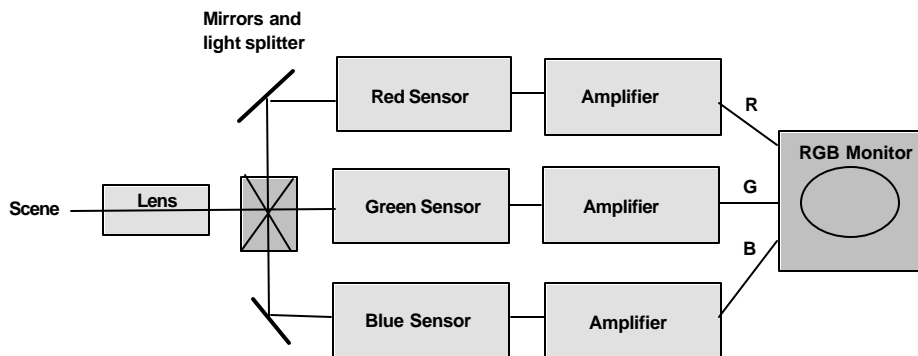 Mirrors and
light splitter
Red Sensor
Amplifier
R
RGB Monitor
Scene
Lens
Green Sensor
Amplifier
G
B
Blue Sensor
Amplifier